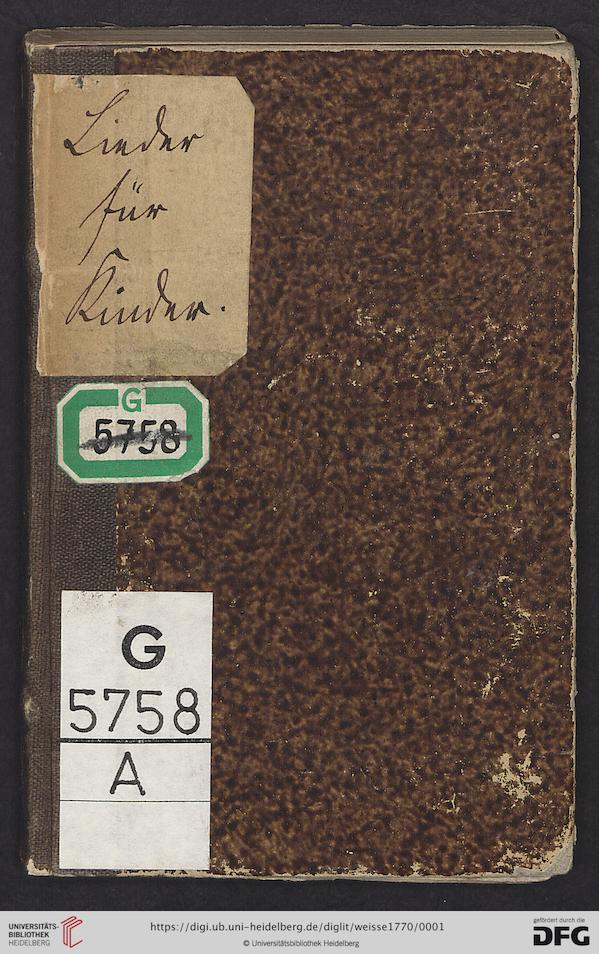 Lieder
für
Kinder.
G
5758
G
5758
A
UNIVERSITÄTS-
BIBLIOTHEK
HEIDELBERG
https://digi.ub.uni-heidelberg.de/diglit/weisse1770/0001
© Universitätsbibliothek Heidelberg
gefördert durch die
DFG